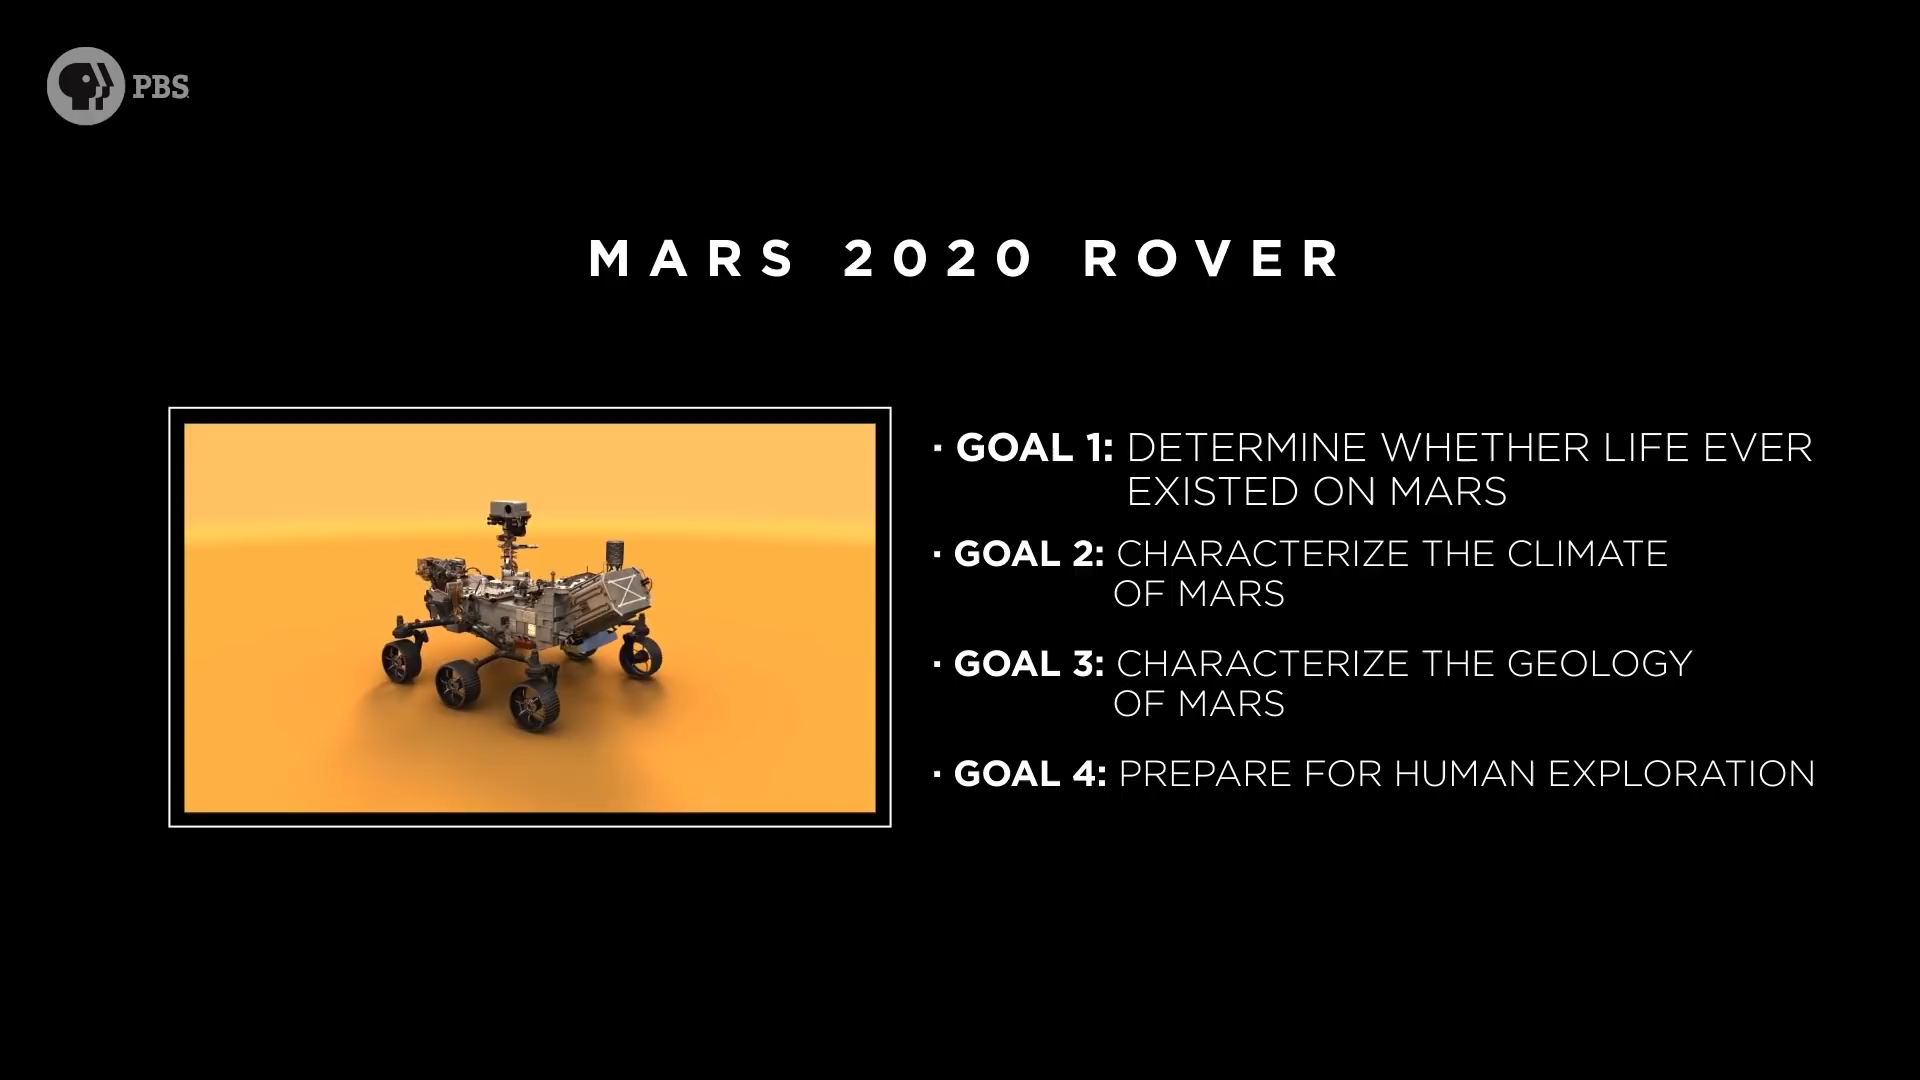 PBS
MARS 2020 ROVER
· GOAL 1: DETERMINE WHETHER LIFE EVER
EXISTED ON MARS
· GOAL 2: CHARACTERIZE THE CLIMATE
OF MARS
· GOAL 3: CHARACTERIZE THE GEOLOGY
OF MARS
· GOAL 4: PREPARE FOR HUMAN EXPLORATION